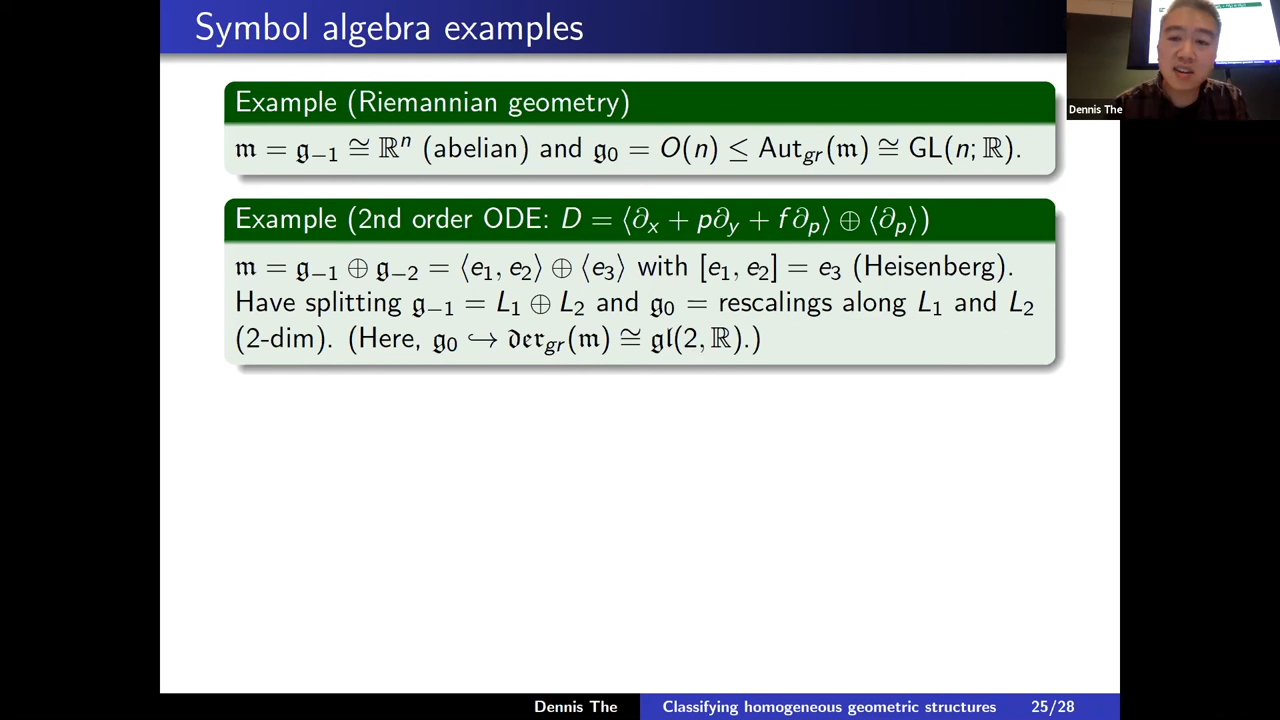 Symbol algebra examples
Example (Riemannian geometry)
𝔪 = 𝔤₋₁ ≅ ℝⁿ (abelian) and 𝔤₀ = O(n) ≤ Aut_gr(𝔪) ≅ GL(n; ℝ).
Example (2nd order ODE: D = ⟨∂ₓ + p∂_y + f∂ₚ⟩ ⊕ ⟨∂ₚ⟩)
𝔪 = 𝔤₋₁ ⊕ 𝔤₋₂ = ⟨e₁, e₂⟩ ⊕ ⟨e₃⟩ with [e₁, e₂] = e₃ (Heisenberg).
Have splitting 𝔤₋₁ = L₁ ⊕ L₂ and 𝔤₀ = rescalings along L₁ and L₂
(2-dim). (Here, 𝔤₀ ↪ 𝔡𝔢𝔯_gr(𝔪) ≅ 𝔤𝔩(2, ℝ).)
Dennis The
Dennis The Classifying homogeneous geometric structures 25/28